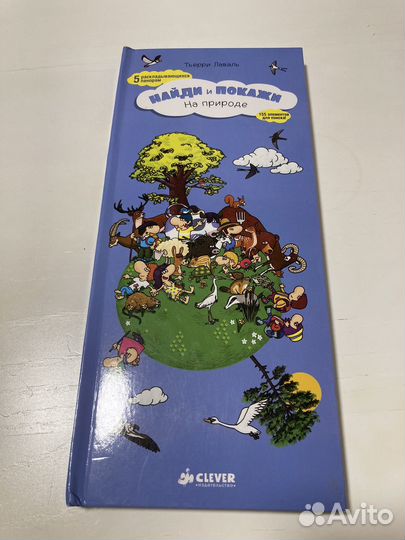 Тьерри Лаваль
5 раскладывающихся
панорам
НАЙДИ и ПОКАЖИ
На природе
155 элементов
для поиска!
CLEVER
ИЗДАТЕЛЬСТВО
Avito